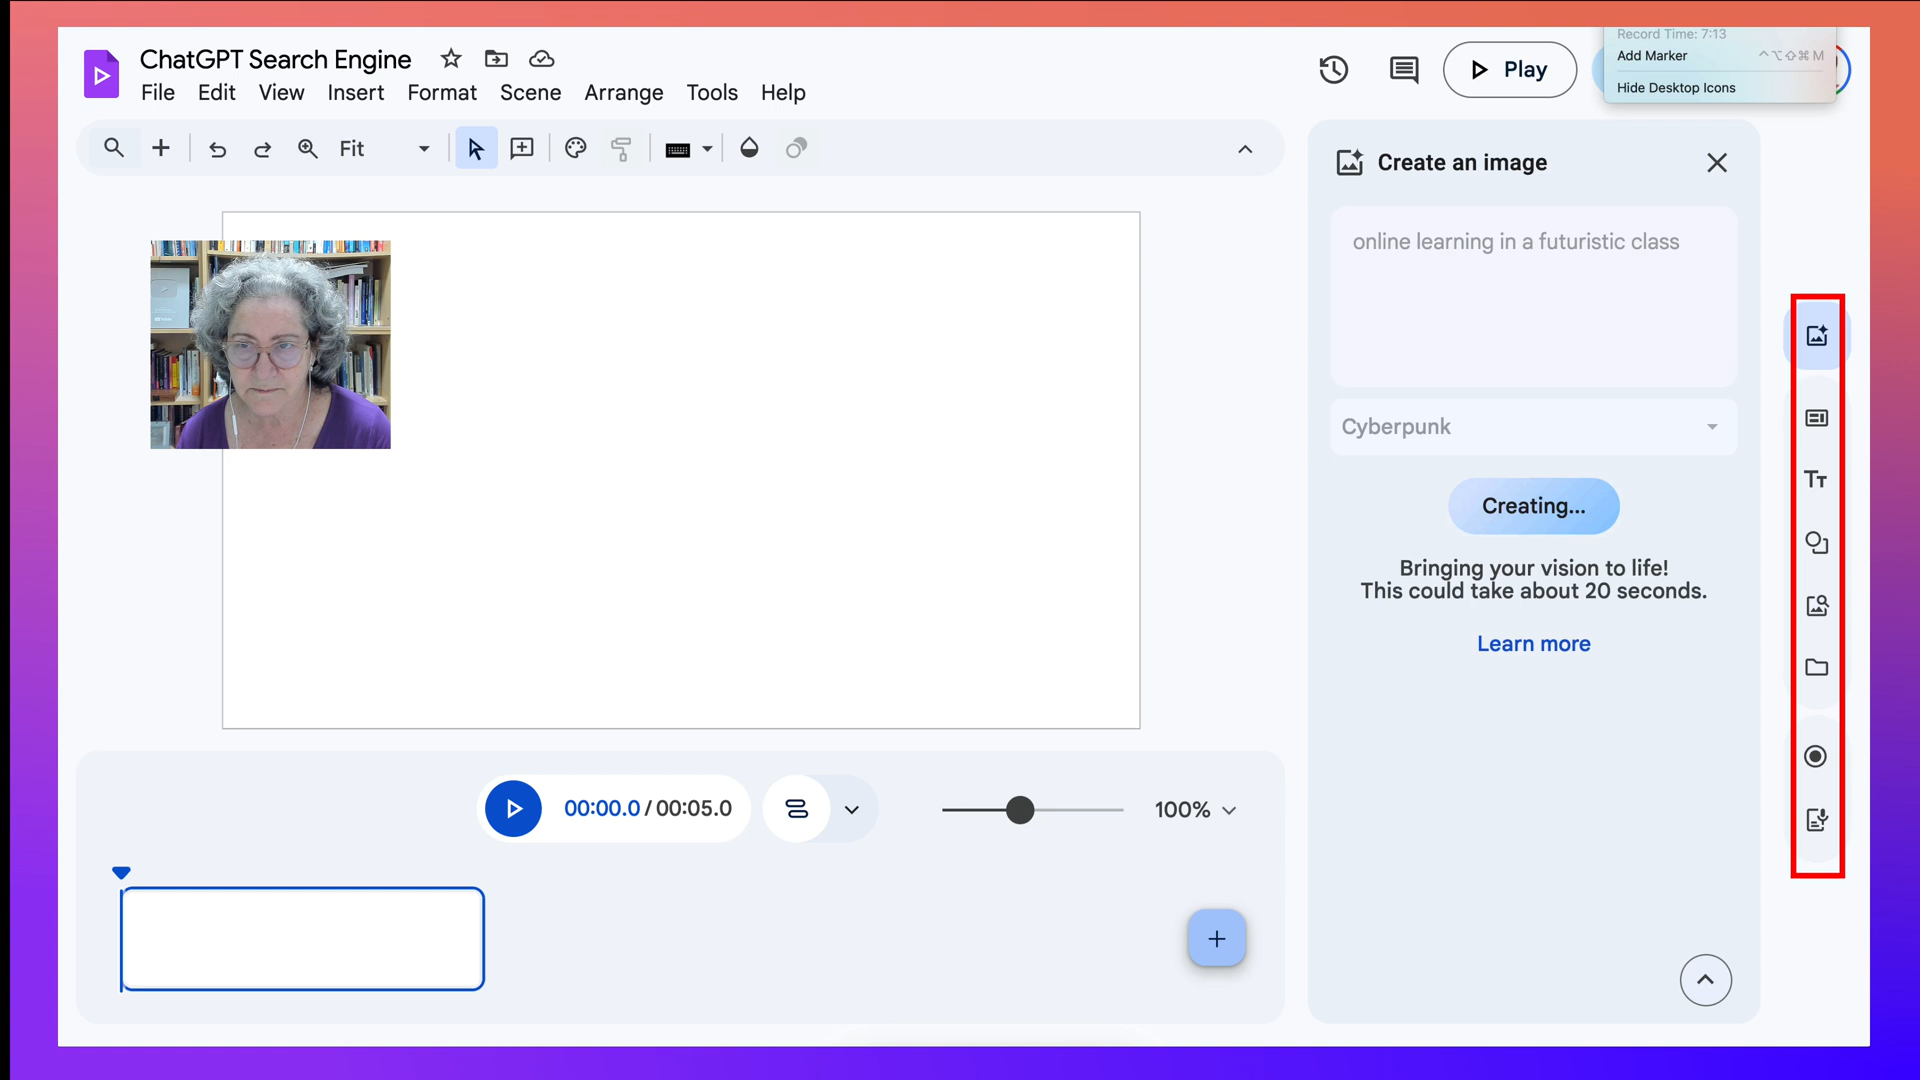 ChatGPT Search Engine
File Edit View Insert Format Scene Arrange Tools Help
Play
Record Time: 7:13
Add Marker ^⌥⇧⌘M
Hide Desktop Icons
Fit
Create an image
online learning in a futuristic class
Cyberpunk
Creating...
Bringing your vision to life!
This could take about 20 seconds.
Learn more
Tт
00:00.0 / 00:05.0
100%